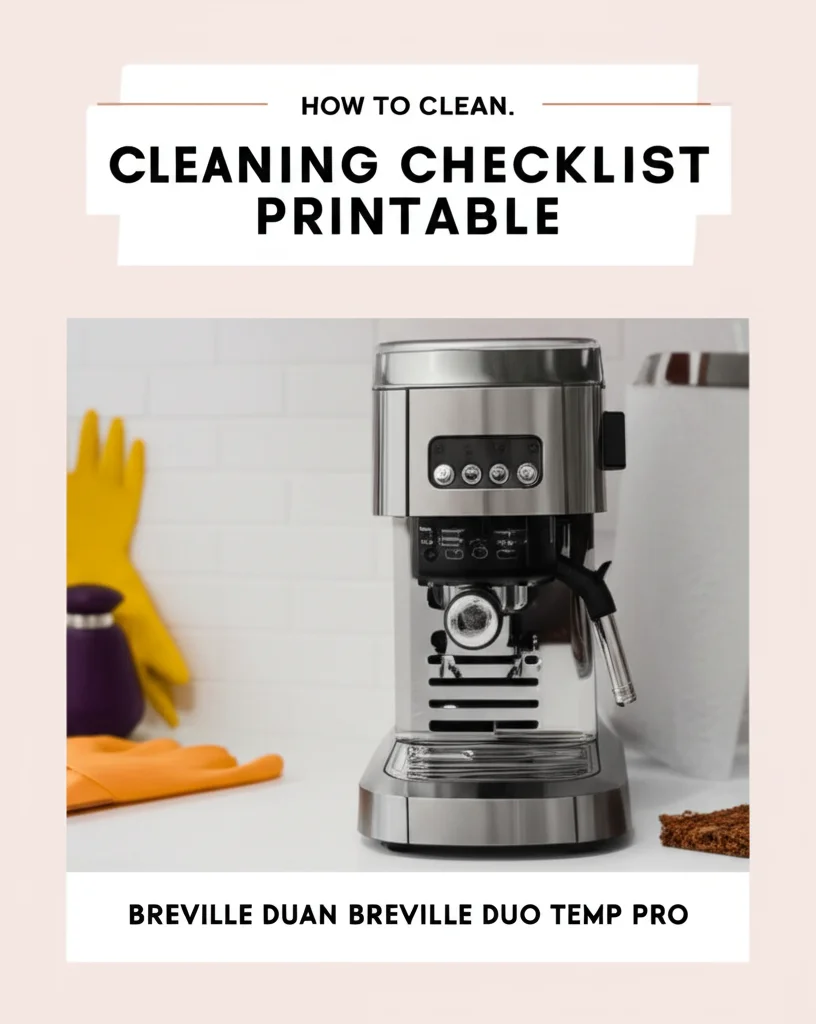 HOW TO CLEAN.
CLEANING CHECKLIST
PRINTABLE
BREVILLE DUAN BREVILLE DUO TEMP PRO